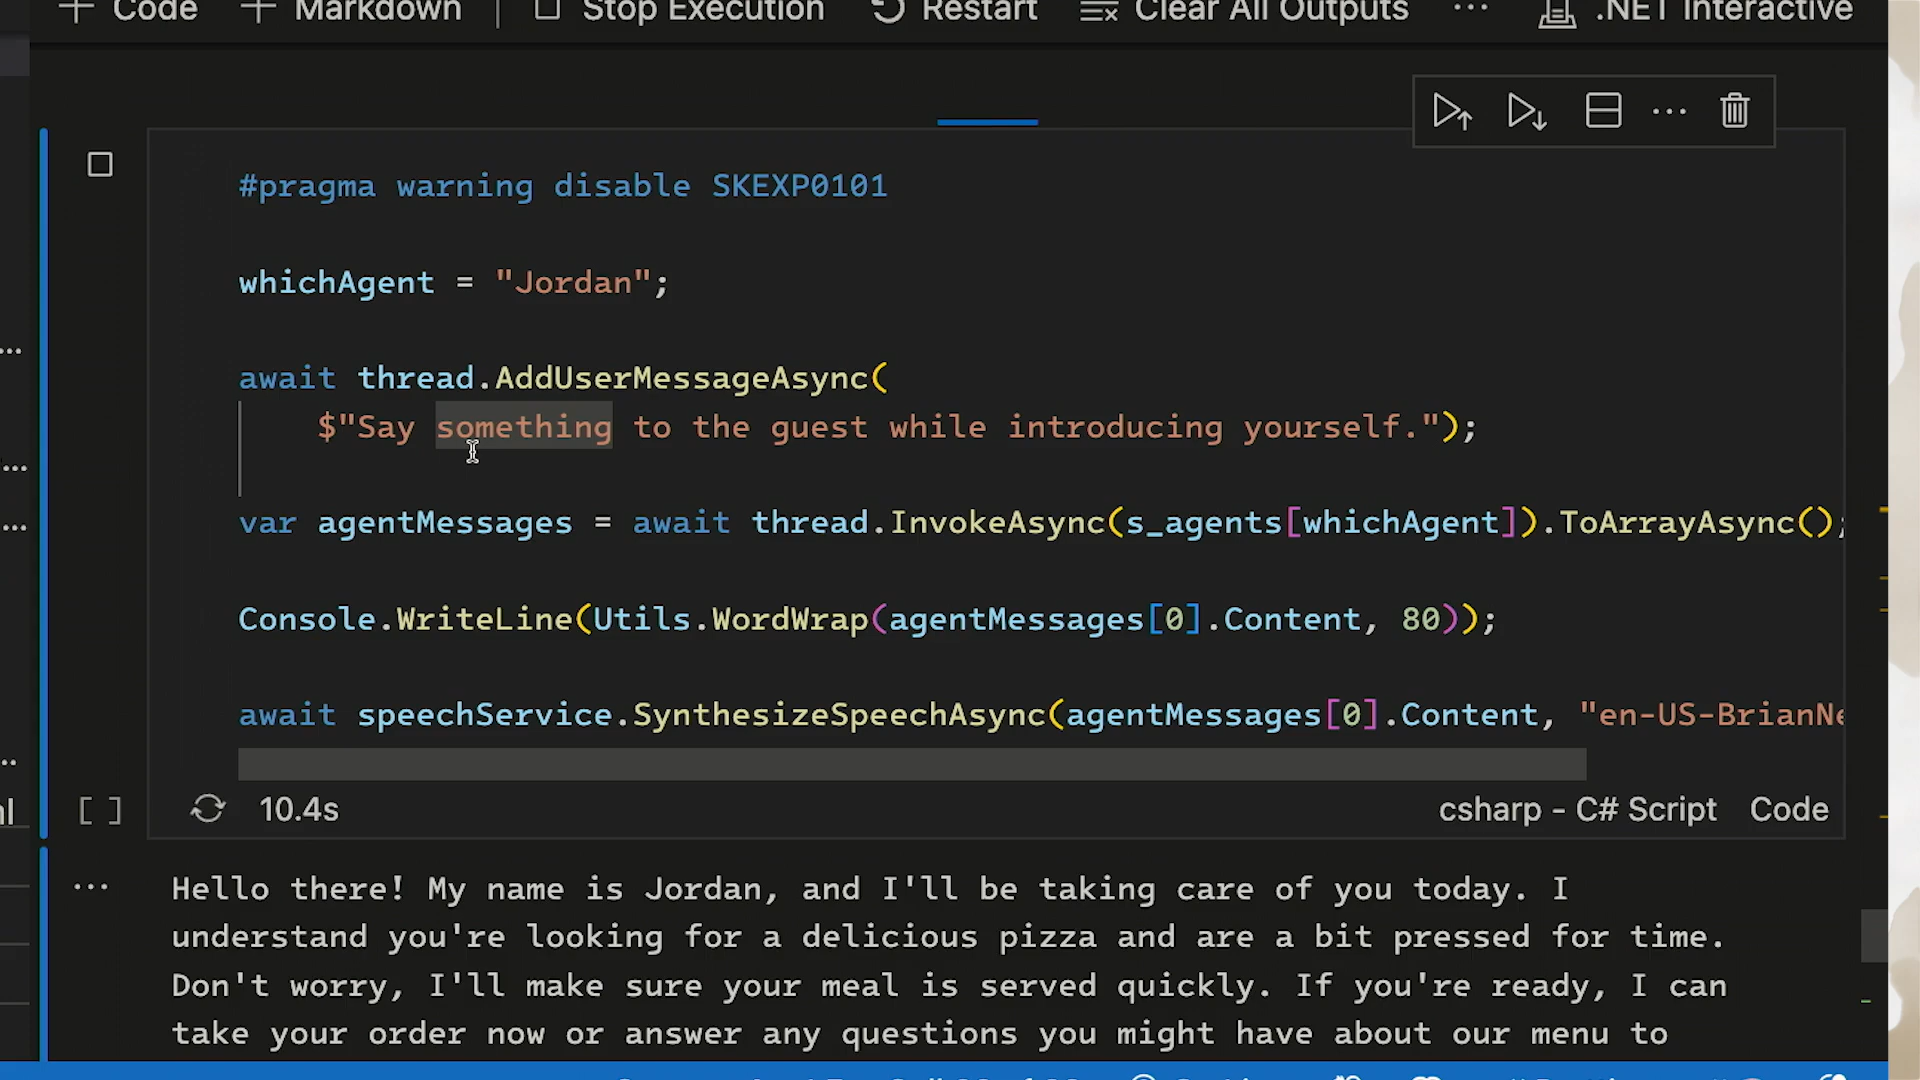 Code Markdown Stop Execution Restart Clear All Outputs ... .NET Interactive
#pragma warning disable SKEXP0101
whichAgent = "Jordan";
await thread.AddUserMessageAsync(
$"Say something to the guest while introducing yourself.");
var agentMessages = await thread.InvokeAsync(s_agents[whichAgent]).ToArrayAsync();
Console.WriteLine(Utils.WordWrap(agentMessages[0].Content, 80));
await speechService.SynthesizeSpeechAsync(agentMessages[0].Content, "en-US-BrianNe
[ ] 10.4s csharp - C# Script Code
Hello there! My name is Jordan, and I'll be taking care of you today. I
understand you're looking for a delicious pizza and are a bit pressed for time.
Don't worry, I'll make sure your meal is served quickly. If you're ready, I can
take your order now or answer any questions you might have about our menu to